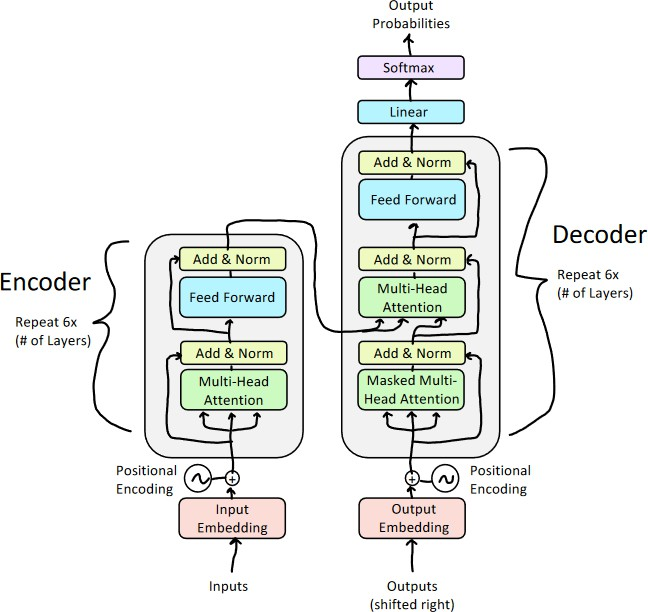 Output
Probabilities
Softmax
Linear
Add & Norm
Feed Forward
Add & Norm
Multi-Head
Attention
Add & Norm
Masked Multi-
Head Attention
Decoder
Repeat 6x
(# of Layers)
Encoder
Repeat 6x
(# of Layers)
Add & Norm
Feed Forward
Add & Norm
Multi-Head
Attention
Positional
Encoding
+
+
Positional
Encoding
Input
Embedding
Output
Embedding
Inputs
Outputs
(shifted right)